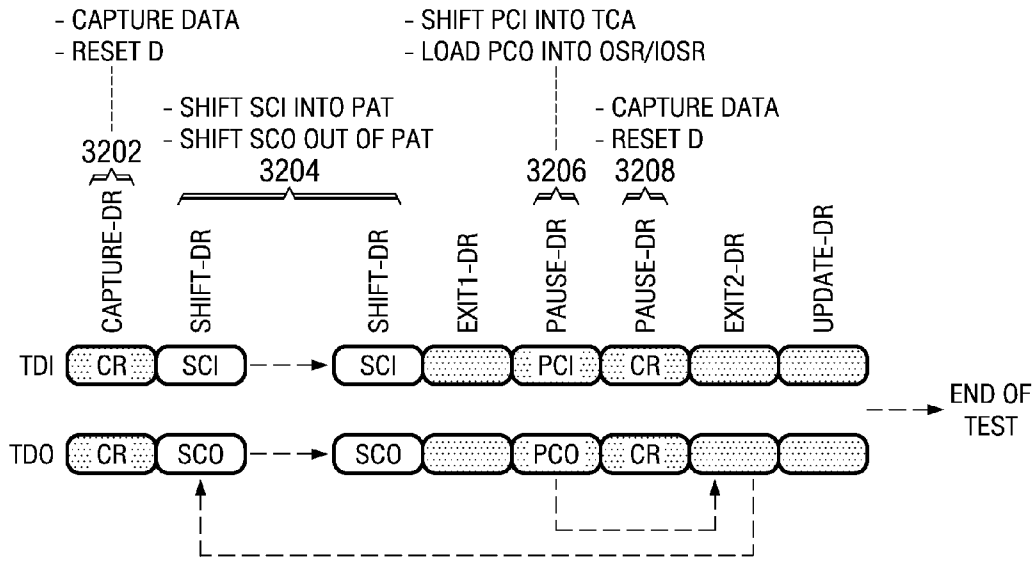 - CAPTURE DATA
- RESET D
- SHIFT PCI INTO TCA
- LOAD PCO INTO OSR/IOSR
- SHIFT SCI INTO PAT
- SHIFT SCO OUT OF PAT
- CAPTURE DATA
- RESET D
3202
3204
3206
3208
CAPTURE-DR
SHIFT-DR
SHIFT-DR
EXIT1-DR
PAUSE-DR
PAUSE-DR
EXIT2-DR
UPDATE-DR
TDI CR SCI SCI PCI CR
END OF
TEST
TDO CR SCO SCO PCO CR